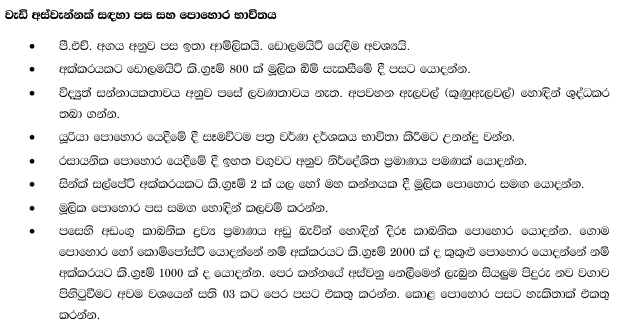 වැඩි අස්වැන්නක් සඳහා පස සහ පොහොර භාවිතය
• පී.එච්. අගය අනුව පස ඉතා ආම්ලිකයි. ඩොලමයිට් යෙදීම අවශ්‍යයි.
• අක්කරයකට ඩොලමයිට් කි.ග්‍රෑම් 800 ක් මූලික බිම් සැකසීමේ දී පසට යොදන්න.
• විද්‍යුත් සන්නායකතාවය අනුව පසේ ලවණතාවය නැත. අපවහන ඇලවල් (කුණුඇලවල්) හොඳින් ශුද්ධකර
තබා ගන්න.
• යූරියා පොහොර යෙදීමේ දී සෑමවිටම පත්‍ර වර්ණ දර්ශකය භාවිතා කිරීමට උනන්දු වන්න.
• රසායනික පොහොර යෙදීමේ දී ඉහත වගුවට අනුව නිර්දේශිත ප්‍රමාණය පමණක් යොදන්න.
• සින්ක් සල්පේට් අක්කරයකට කි.ග්‍රෑම් 2 ක් යල හෝ මහ කන්නයක දී මූලික පොහොර සමඟ යොදන්න.
• මූලික පොහොර පස සමඟ හොඳින් කලවම් කරන්න.
• පසෙහි අඩංගු කාබනික ද්‍රව්‍ය ප්‍රමාණය අඩු බැවින් හොඳින් දිරූ කාබනික පොහොර යොදන්න. ගොම
පොහොර හෝ කොම්පෝස්ට් යොදන්නේ නම් අක්කරයට කි.ග්‍රෑම් 2000 ක් ද කුකුළු පොහොර යොදන්නේ නම්
අක්කරයට කි.ග්‍රෑම් 1000 ක් ද යොදන්න. පෙර කන්නයේ අස්වනු නෙලීමෙන් ලැබුන සියලුම පිදුරු නව වගාව
පිහිටුවීමට අවම වශයෙන් සති 03 කට පෙර පසට එකතු කරන්න. කොළ පොහොර පසට හැකිතාක් එකතු
කරන්න.